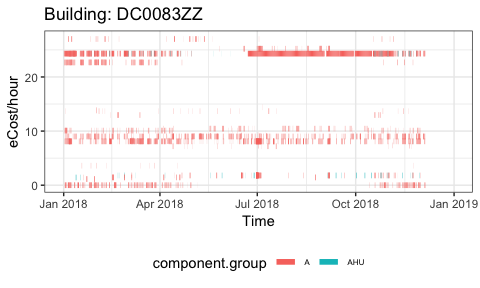 Building: DC0083ZZ
eCost/hour
20
10
0
Jan 2018 Apr 2018 Jul 2018 Oct 2018 Jan 2019
Time
component.group A AHU